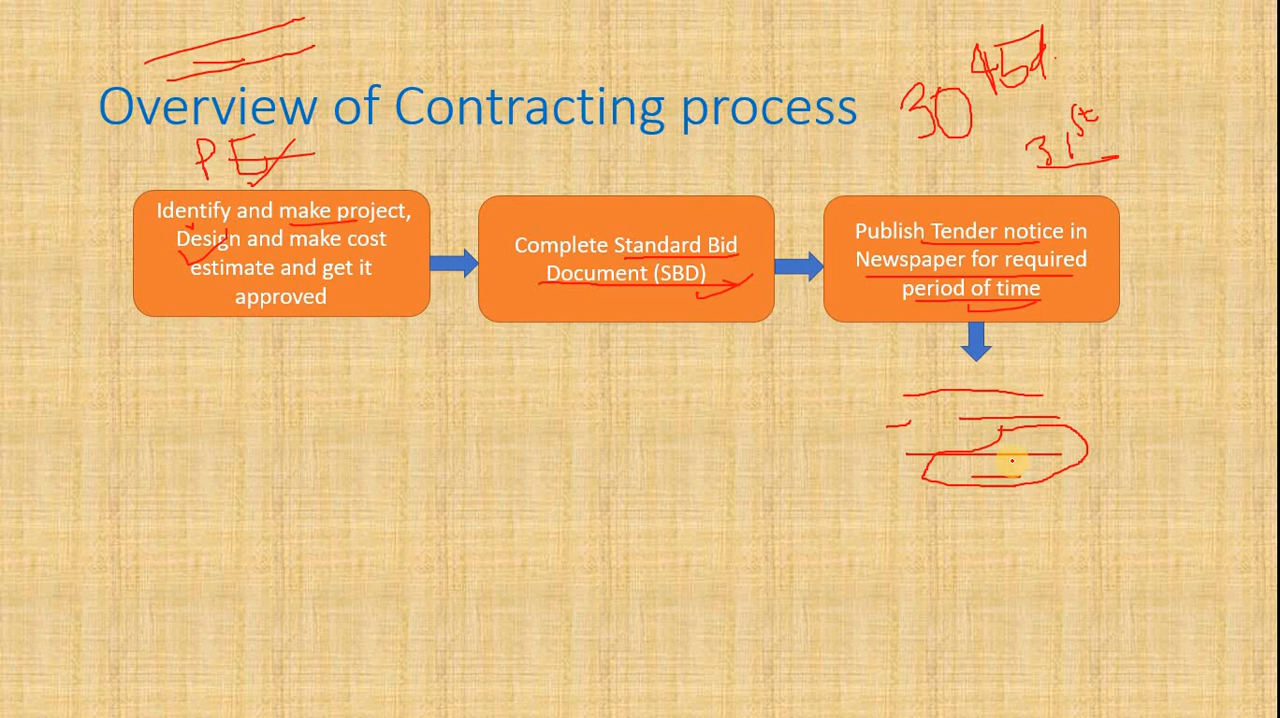 30 45d
Overview of Contracting process
31st
PE
Identify and make project,
Design and make cost
estimate and get it
approved
Complete Standard Bid
Document (SBD)
Publish Tender notice in
Newspaper for required
period of time